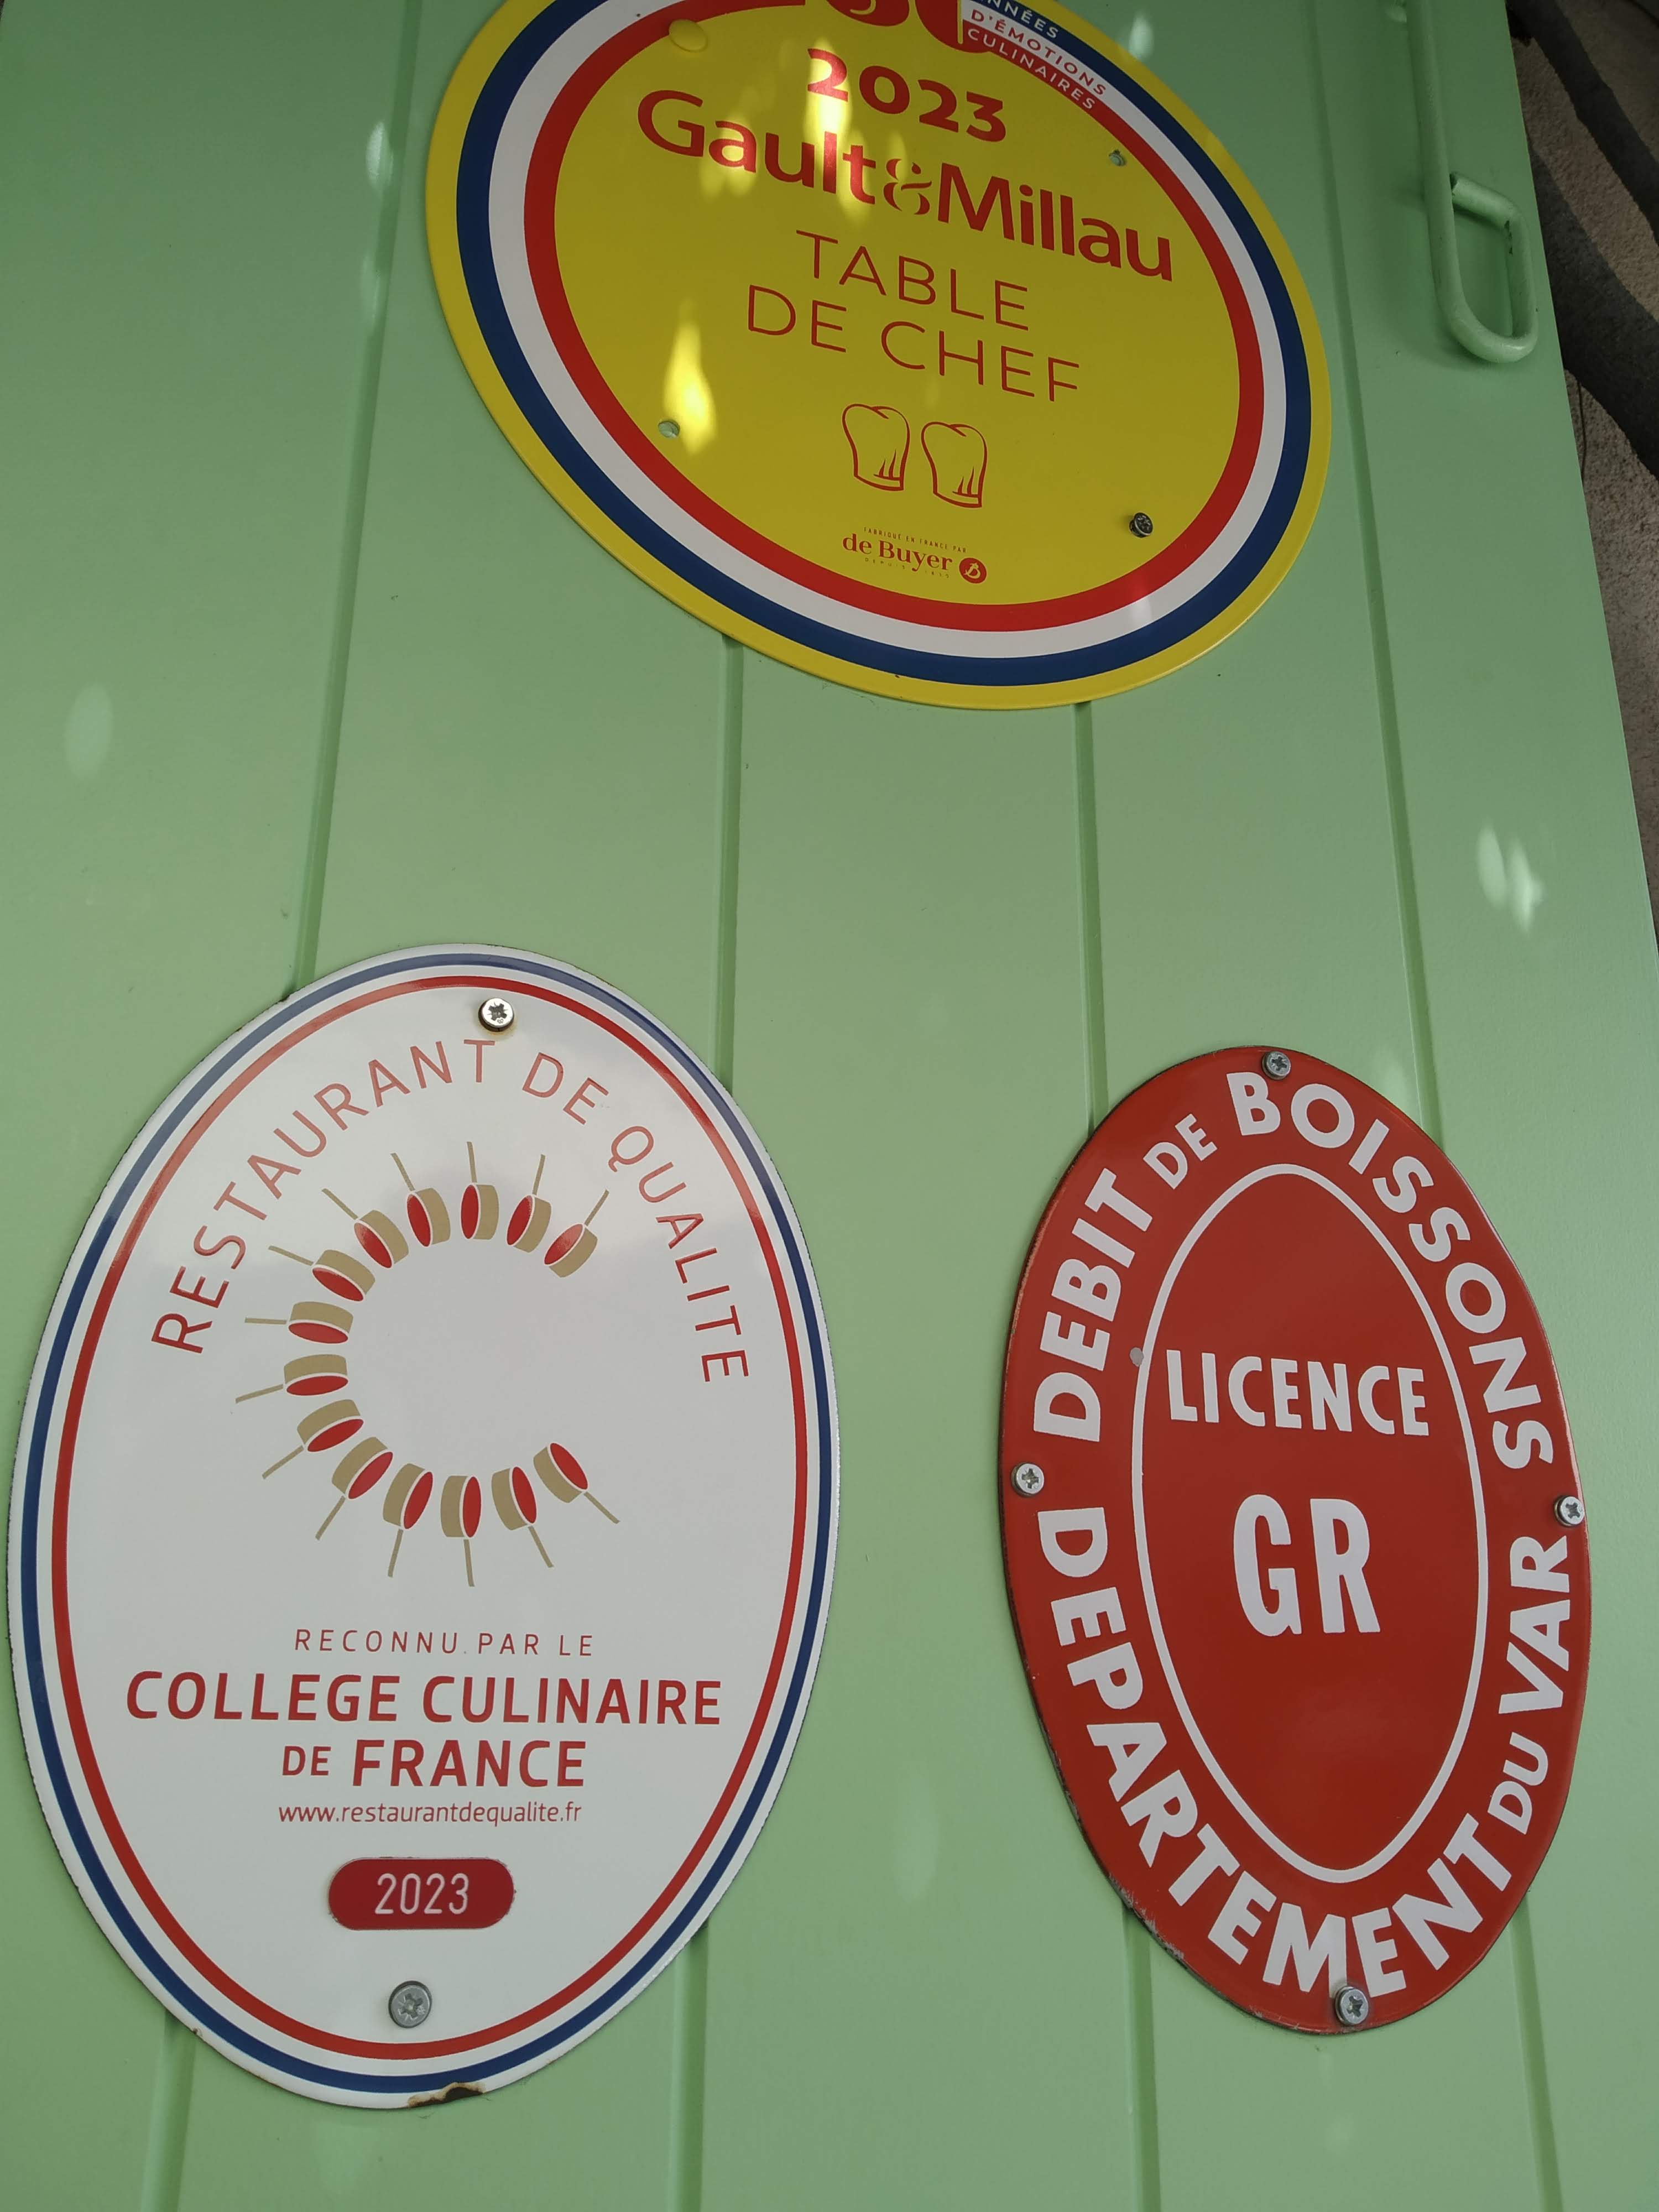 D'ÉMOTIONS
CULINAIRES
2023
Gault&Millau
TABLE
DE CHEF
FABRIQUÉ EN FRANCE PAR
de Buyer
RESTAURANT DE QUALITE
RECONNU PAR LE
COLLEGE CULINAIRE
DE FRANCE
www.restaurantdequalite.fr
2023
DEBIT DE BOISSONS
LICENCE
GR
DEPARTEMENT DU VAR